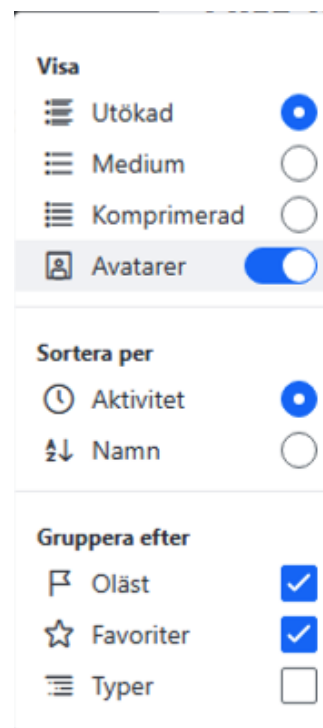 Visa
Utökad
Medium
Komprimerad
Avatarer
Sortera per
Aktivitet
Namn
Gruppera efter
Oläst
Favoriter
Typer